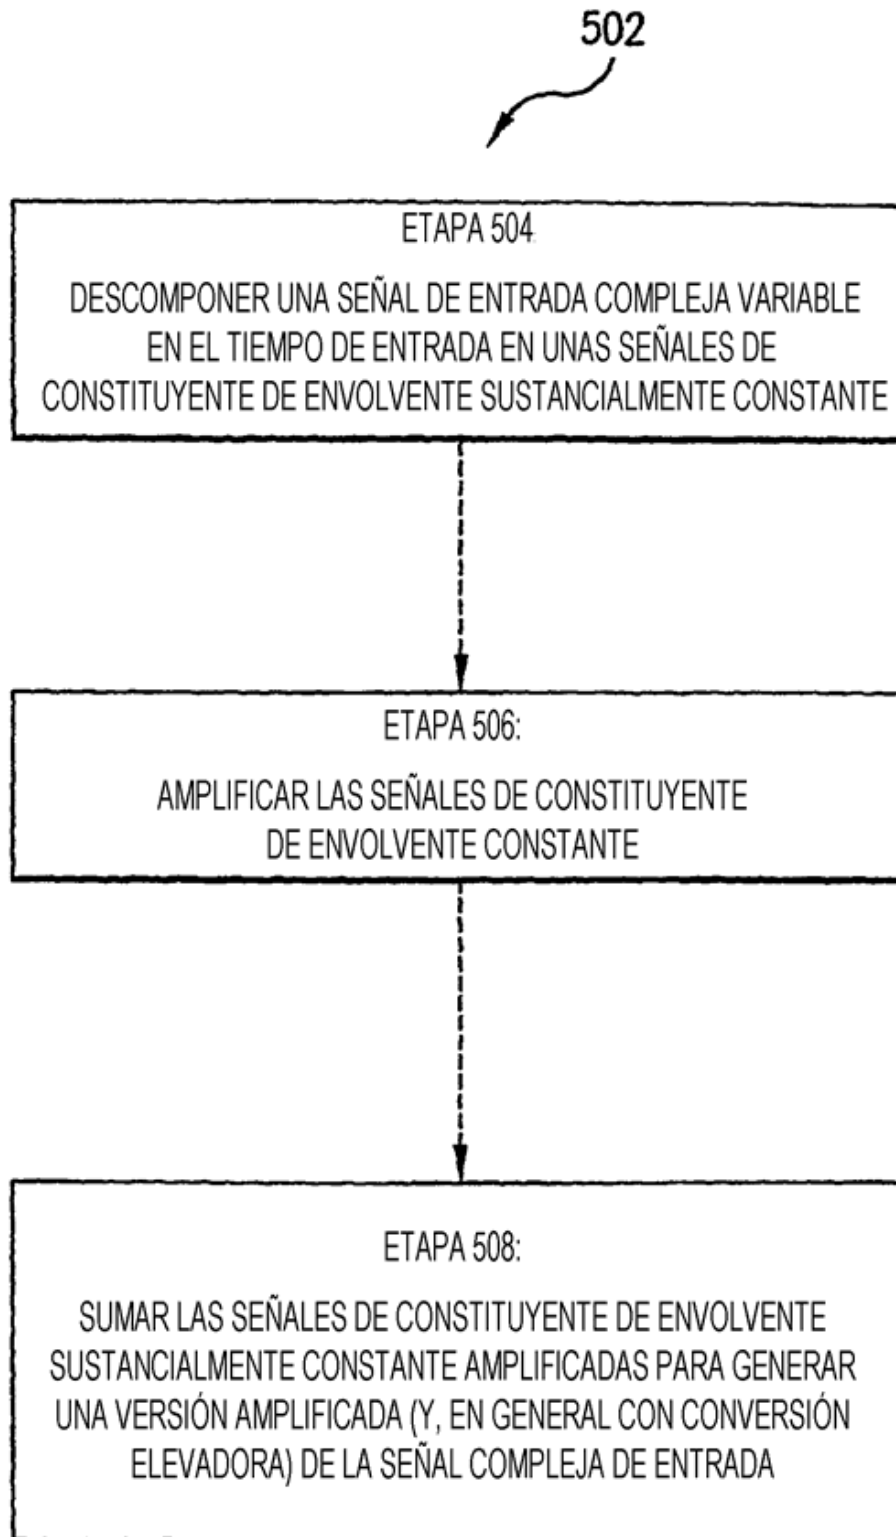 502
ETAPA 504
DESCOMPONER UNA SEÑAL DE ENTRADA COMPLEJA VARIABLE
EN EL TIEMPO DE ENTRADA EN UNAS SEÑALES DE
CONSTITUYENTE DE ENVOLVENTE SUSTANCIALMENTE CONSTANTE
ETAPA 506:
AMPLIFICAR LAS SEÑALES DE CONSTITUYENTE
DE ENVOLVENTE CONSTANTE
ETAPA 508:
SUMAR LAS SEÑALES DE CONSTITUYENTE DE ENVOLVENTE
SUSTANCIALMENTE CONSTANTE AMPLIFICADAS PARA GENERAR
UNA VERSIÓN AMPLIFICADA (Y, EN GENERAL CON CONVERSIÓN
ELEVADORA) DE LA SEÑAL COMPLEJA DE ENTRADA